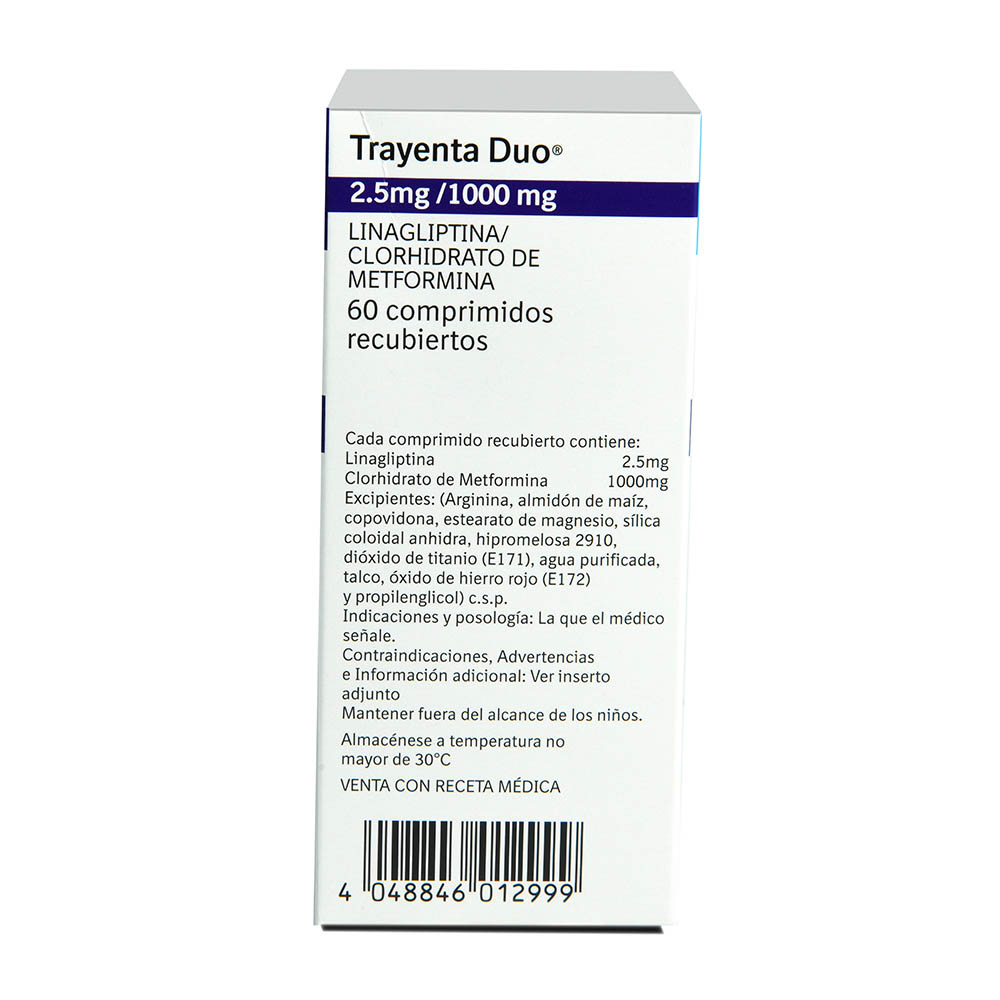 Trayenta Duo®
2.5mg /1000 mg
LINAGLIPTINA/
CLORHIDRATO DE
METFORMINA
60 comprimidos
recubiertos
Cada comprimido recubierto contiene:
Linagliptina 2.5mg
Clorhidrato de Metformina 1000mg
Excipientes: (Arginina, almidón de maíz,
copovidona, estearato de magnesio, sílica
coloidal anhidra, hipromelosa 2910,
dióxido de titanio (E171), agua purificada,
talco, óxido de hierro rojo (E172)
y propilenglicol) c.s.p.
Indicaciones y posología: La que el médico
señale.
Contraindicaciones, Advertencias
e Información adicional: Ver inserto
adjunto
Mantener fuera del alcance de los niños.
Almacénese a temperatura no
mayor de 30°C
VENTA CON RECETA MÉDICA
4 048846 012999